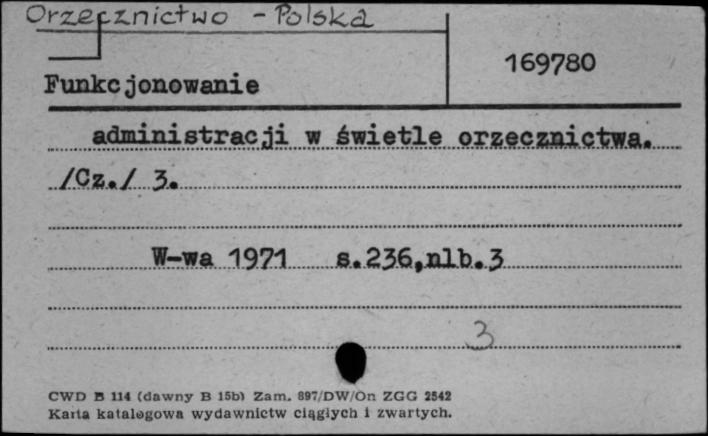 Orzecznictwo - Polska
169780
Funkcjonowanie
administracji w świetle orzecznictwa.
/Cz./ 3.
W-wa 1971 s.236,nlb.3
3
CWD B 114 (dawny B 15b) Zam. 897/DW/On ZGG 2542
Karta katalogowa wydawnictw ciągłych i zwartych.